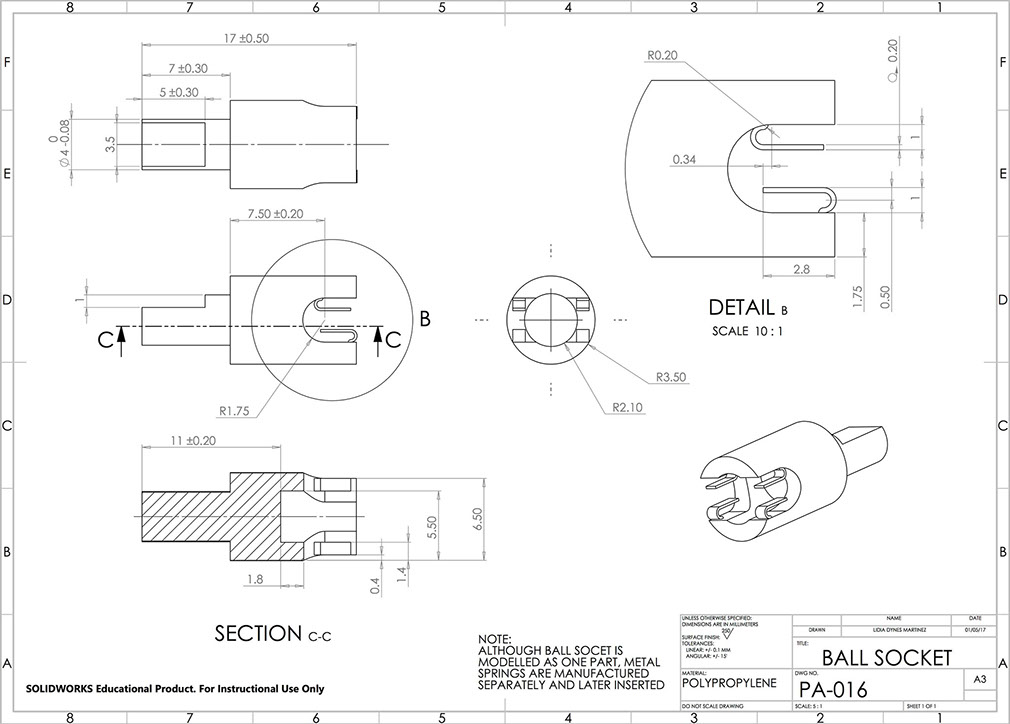 8 7 6 5 4 3 2 1
F
E
D
C
B
A
F
E
D
C
B
A
17 ±0.50
7 ±0.30
5 ±0.30
0
∅4 -0.08
3.5
7.50 ±0.20
1
C
C
B
R1.75
11 ±0.20
1.8
5.50
6.50
0.4
1.4
SECTION C-C
R3.50
R2.10
R0.20
0.20
1
0.34
1
2.8
1.75
0.50
DETAIL B
SCALE 10 : 1
NOTE:
ALTHOUGH BALL SOCET IS
MODELLED AS ONE PART, METAL
SPRINGS ARE MANUFACTURED
SEPARATELY AND LATER INSERTED
SOLIDWORKS Educational Product. For Instructional Use Only
UNLESS OTHERWISE SPECIFIED:
DIMENSIONS ARE IN MILLIMETERS
SURFACE FINISH:
TOLERANCES:
LINEAR: +/- 0.1 MM
ANGULAR: +/- 15'
NAME DATE
DRAWN LIDIA DYNES MARTINEZ 01/05/17
TITLE:
BALL SOCKET
MATERIAL:
POLYPROPYLENE
DWG NO.
PA-016
A3
DO NOT SCALE DRAWING
SCALE: 5 : 1
SHEET 1 OF 1
8 7 6 5 4 3 2 1